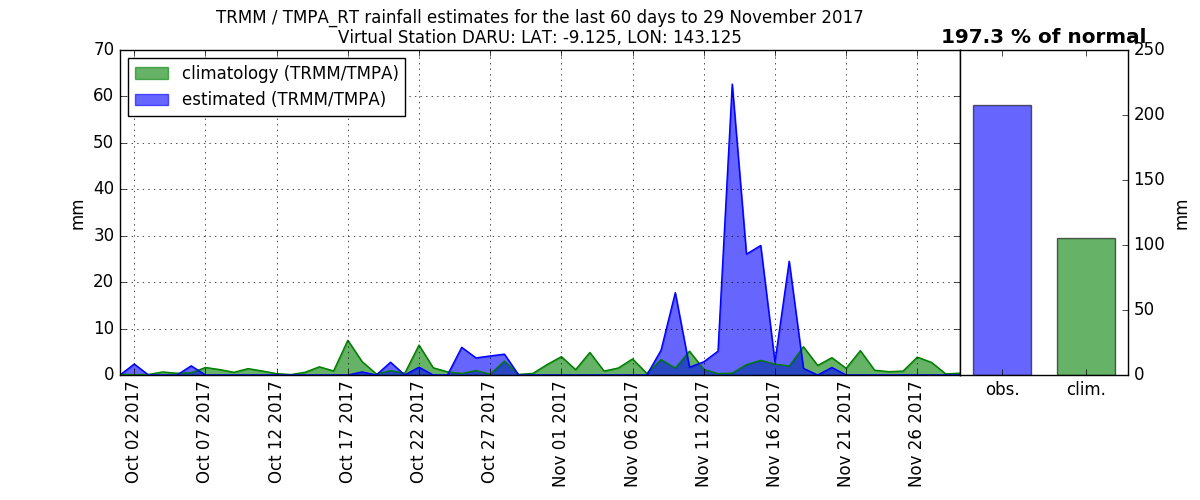 TRMM / TMPA_RT rainfall estimates for the last 60 days to 29 November 2017
Virtual Station DARU: LAT: -9.125, LON: 143.125
197.3 % of normal
climatology (TRMM/TMPA)
estimated (TRMM/TMPA)
mm
70
60
50
40
30
20
10
0
Oct 02 2017
Oct 07 2017
Oct 12 2017
Oct 17 2017
Oct 22 2017
Oct 27 2017
Nov 01 2017
Nov 06 2017
Nov 11 2017
Nov 16 2017
Nov 21 2017
Nov 26 2017
250
200
150
100
50
0
mm
obs.
clim.